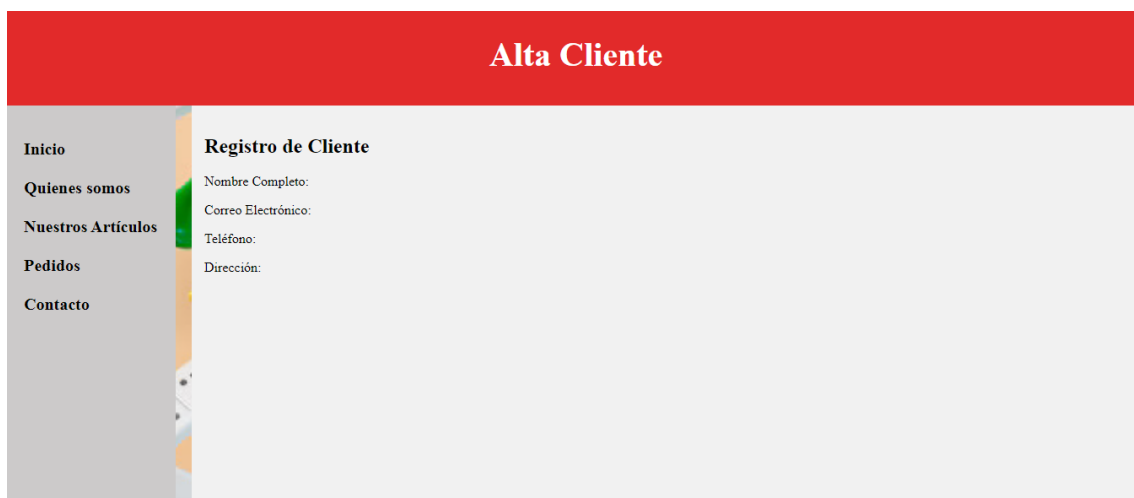 Alta Cliente
Inicio
Quienes somos
Nuestros Artículos
Pedidos
Contacto
Registro de Cliente
Nombre Completo:
Correo Electrónico:
Teléfono:
Dirección: